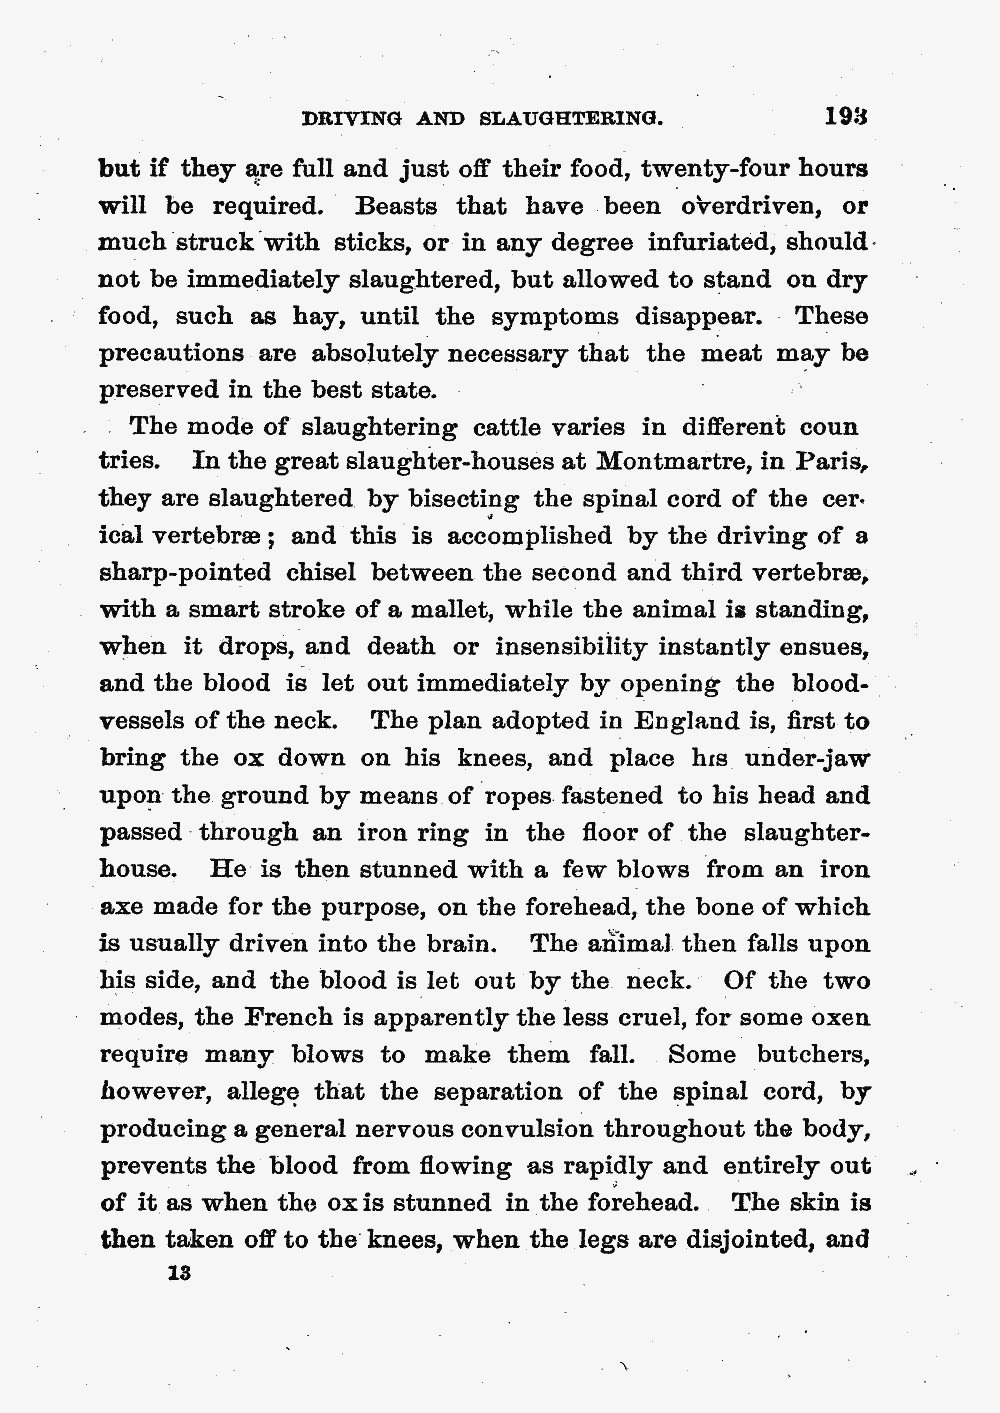 DRIVING AND SLAUGHTERING. 193
but if they are full and just off their food, twenty-four hours
will be required. Beasts that have been overdriven, or
much struck with sticks, or in any degree infuriated, should
not be immediately slaughtered, but allowed to stand on dry
food, such as hay, until the symptoms disappear. These
precautions are absolutely necessary that the meat may be
preserved in the best state.
The mode of slaughtering cattle varies in different coun
tries. In the great slaughter-houses at Montmartre, in Paris,
they are slaughtered by bisecting the spinal cord of the cer-
ical vertebræ; and this is accomplished by the driving of a
sharp-pointed chisel between the second and third vertebræ,
with a smart stroke of a mallet, while the animal is standing,
when it drops, and death or insensibility instantly ensues,
and the blood is let out immediately by opening the blood-
vessels of the neck. The plan adopted in England is, first to
bring the ox down on his knees, and place his under-jaw
upon the ground by means of ropes fastened to his head and
passed through an iron ring in the floor of the slaughter-
house. He is then stunned with a few blows from an iron
axe made for the purpose, on the forehead, the bone of which
is usually driven into the brain. The animal then falls upon
his side, and the blood is let out by the neck. Of the two
modes, the French is apparently the less cruel, for some oxen
require many blows to make them fall. Some butchers,
however, allege that the separation of the spinal cord, by
producing a general nervous convulsion throughout the body,
prevents the blood from flowing as rapidly and entirely out
of it as when the ox is stunned in the forehead. The skin is
then taken off to the knees, when the legs are disjointed, and
13